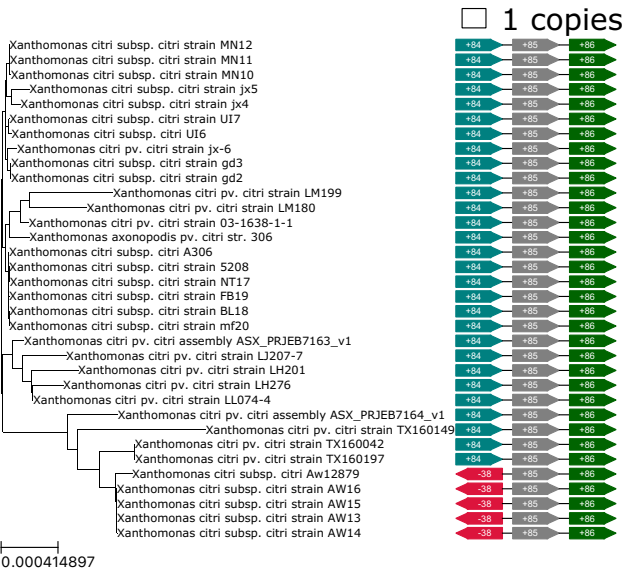 1 copies
Xanthomonas citri subsp. citri strain MN12 +84 +85 +86
Xanthomonas citri subsp. citri strain MN11 +84 +85 +86
Xanthomonas citri subsp. citri strain MN10 +84 +85 +86
Xanthomonas citri subsp. citri strain jx5 +84 +85 +86
Xanthomonas citri subsp. citri strain jx4 +84 +85 +86
Xanthomonas citri subsp. citri strain UI7 +84 +85 +86
Xanthomonas citri subsp. citri UI6 +84 +85 +86
Xanthomonas citri pv. citri strain jx-6 +84 +85 +86
Xanthomonas citri subsp. citri strain gd3 +84 +85 +86
Xanthomonas citri subsp. citri strain gd2 +84 +85 +86
Xanthomonas citri pv. citri strain LM199 +84 +85 +86
Xanthomonas citri pv. citri strain LM180 +84 +85 +86
Xanthomonas citri pv. citri strain 03-1638-1-1 +84 +85 +86
Xanthomonas axonopodis pv. citri str. 306 +84 +85 +86
Xanthomonas citri subsp. citri A306 +84 +85 +86
Xanthomonas citri subsp. citri strain 5208 +84 +85 +86
Xanthomonas citri subsp. citri strain NT17 +84 +85 +86
Xanthomonas citri subsp. citri strain FB19 +84 +85 +86
Xanthomonas citri subsp. citri strain BL18 +84 +85 +86
Xanthomonas citri subsp. citri strain mf20 +84 +85 +86
Xanthomonas citri pv. citri assembly ASX_PRJEB7163_v1 +84 +85 +86
Xanthomonas citri pv. citri strain LJ207-7 +84 +85 +86
Xanthomonas citri pv. citri strain LH201 +84 +85 +86
Xanthomonas citri pv. citri strain LH276 +84 +85 +86
Xanthomonas citri pv. citri strain LL074-4 +84 +85 +86
Xanthomonas citri pv. citri assembly ASX_PRJEB7164_v1 +84 +85 +86
Xanthomonas citri pv. citri strain TX160149 +84 +85 +86
Xanthomonas citri pv. citri strain TX160042 +84 +85 +86
Xanthomonas citri pv. citri strain TX160197 +84 +85 +86
Xanthomonas citri subsp. citri Aw12879 -38 +85 +86
Xanthomonas citri subsp. citri strain AW16 -38 +85 +86
Xanthomonas citri subsp. citri strain AW15 -38 +85 +86
Xanthomonas citri subsp. citri strain AW13 -38 +85 +86
Xanthomonas citri subsp. citri strain AW14 -38 +85 +86
0.000414897